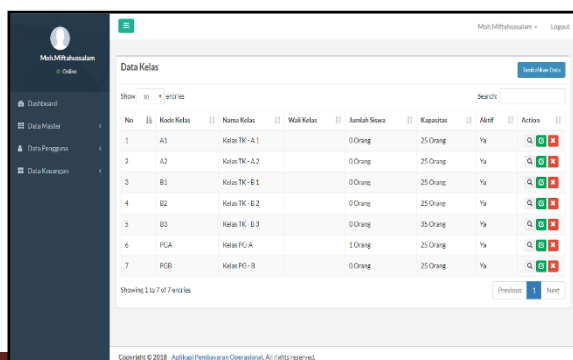 Moh.Miftahussalam
Online
Dashboard
Data Master
Data Pengguna
Data Keuangan
Moh.Miftahussalam Logout
Data Kelas
Tambahkan Data
Show 10 entries Search:
No Kode Kelas Nama Kelas Wali Kelas Jumlah Siswa Kapasitas Aktif Action
1 A1 Kelas TK - A 1 0 Orang 25 Orang Ya
2 A2 Kelas TK - A 2 0 Orang 25 Orang Ya
3 B1 Kelas TK - B 1 0 Orang 25 Orang Ya
4 B2 Kelas TK - B 2 0 Orang 25 Orang Ya
5 B3 Kelas TK - B 3 0 Orang 35 Orang Ya
6 PGA Kelas PG-A 1 Orang 25 Orang Ya
7 PGB Kelas PG - B 0 Orang 25 Orang Ya
Showing 1 to 7 of 7 entries
Previous 1 Next
Copyright © 2018 - Aplikasi Pembayaran Operasional. All rights reserved.